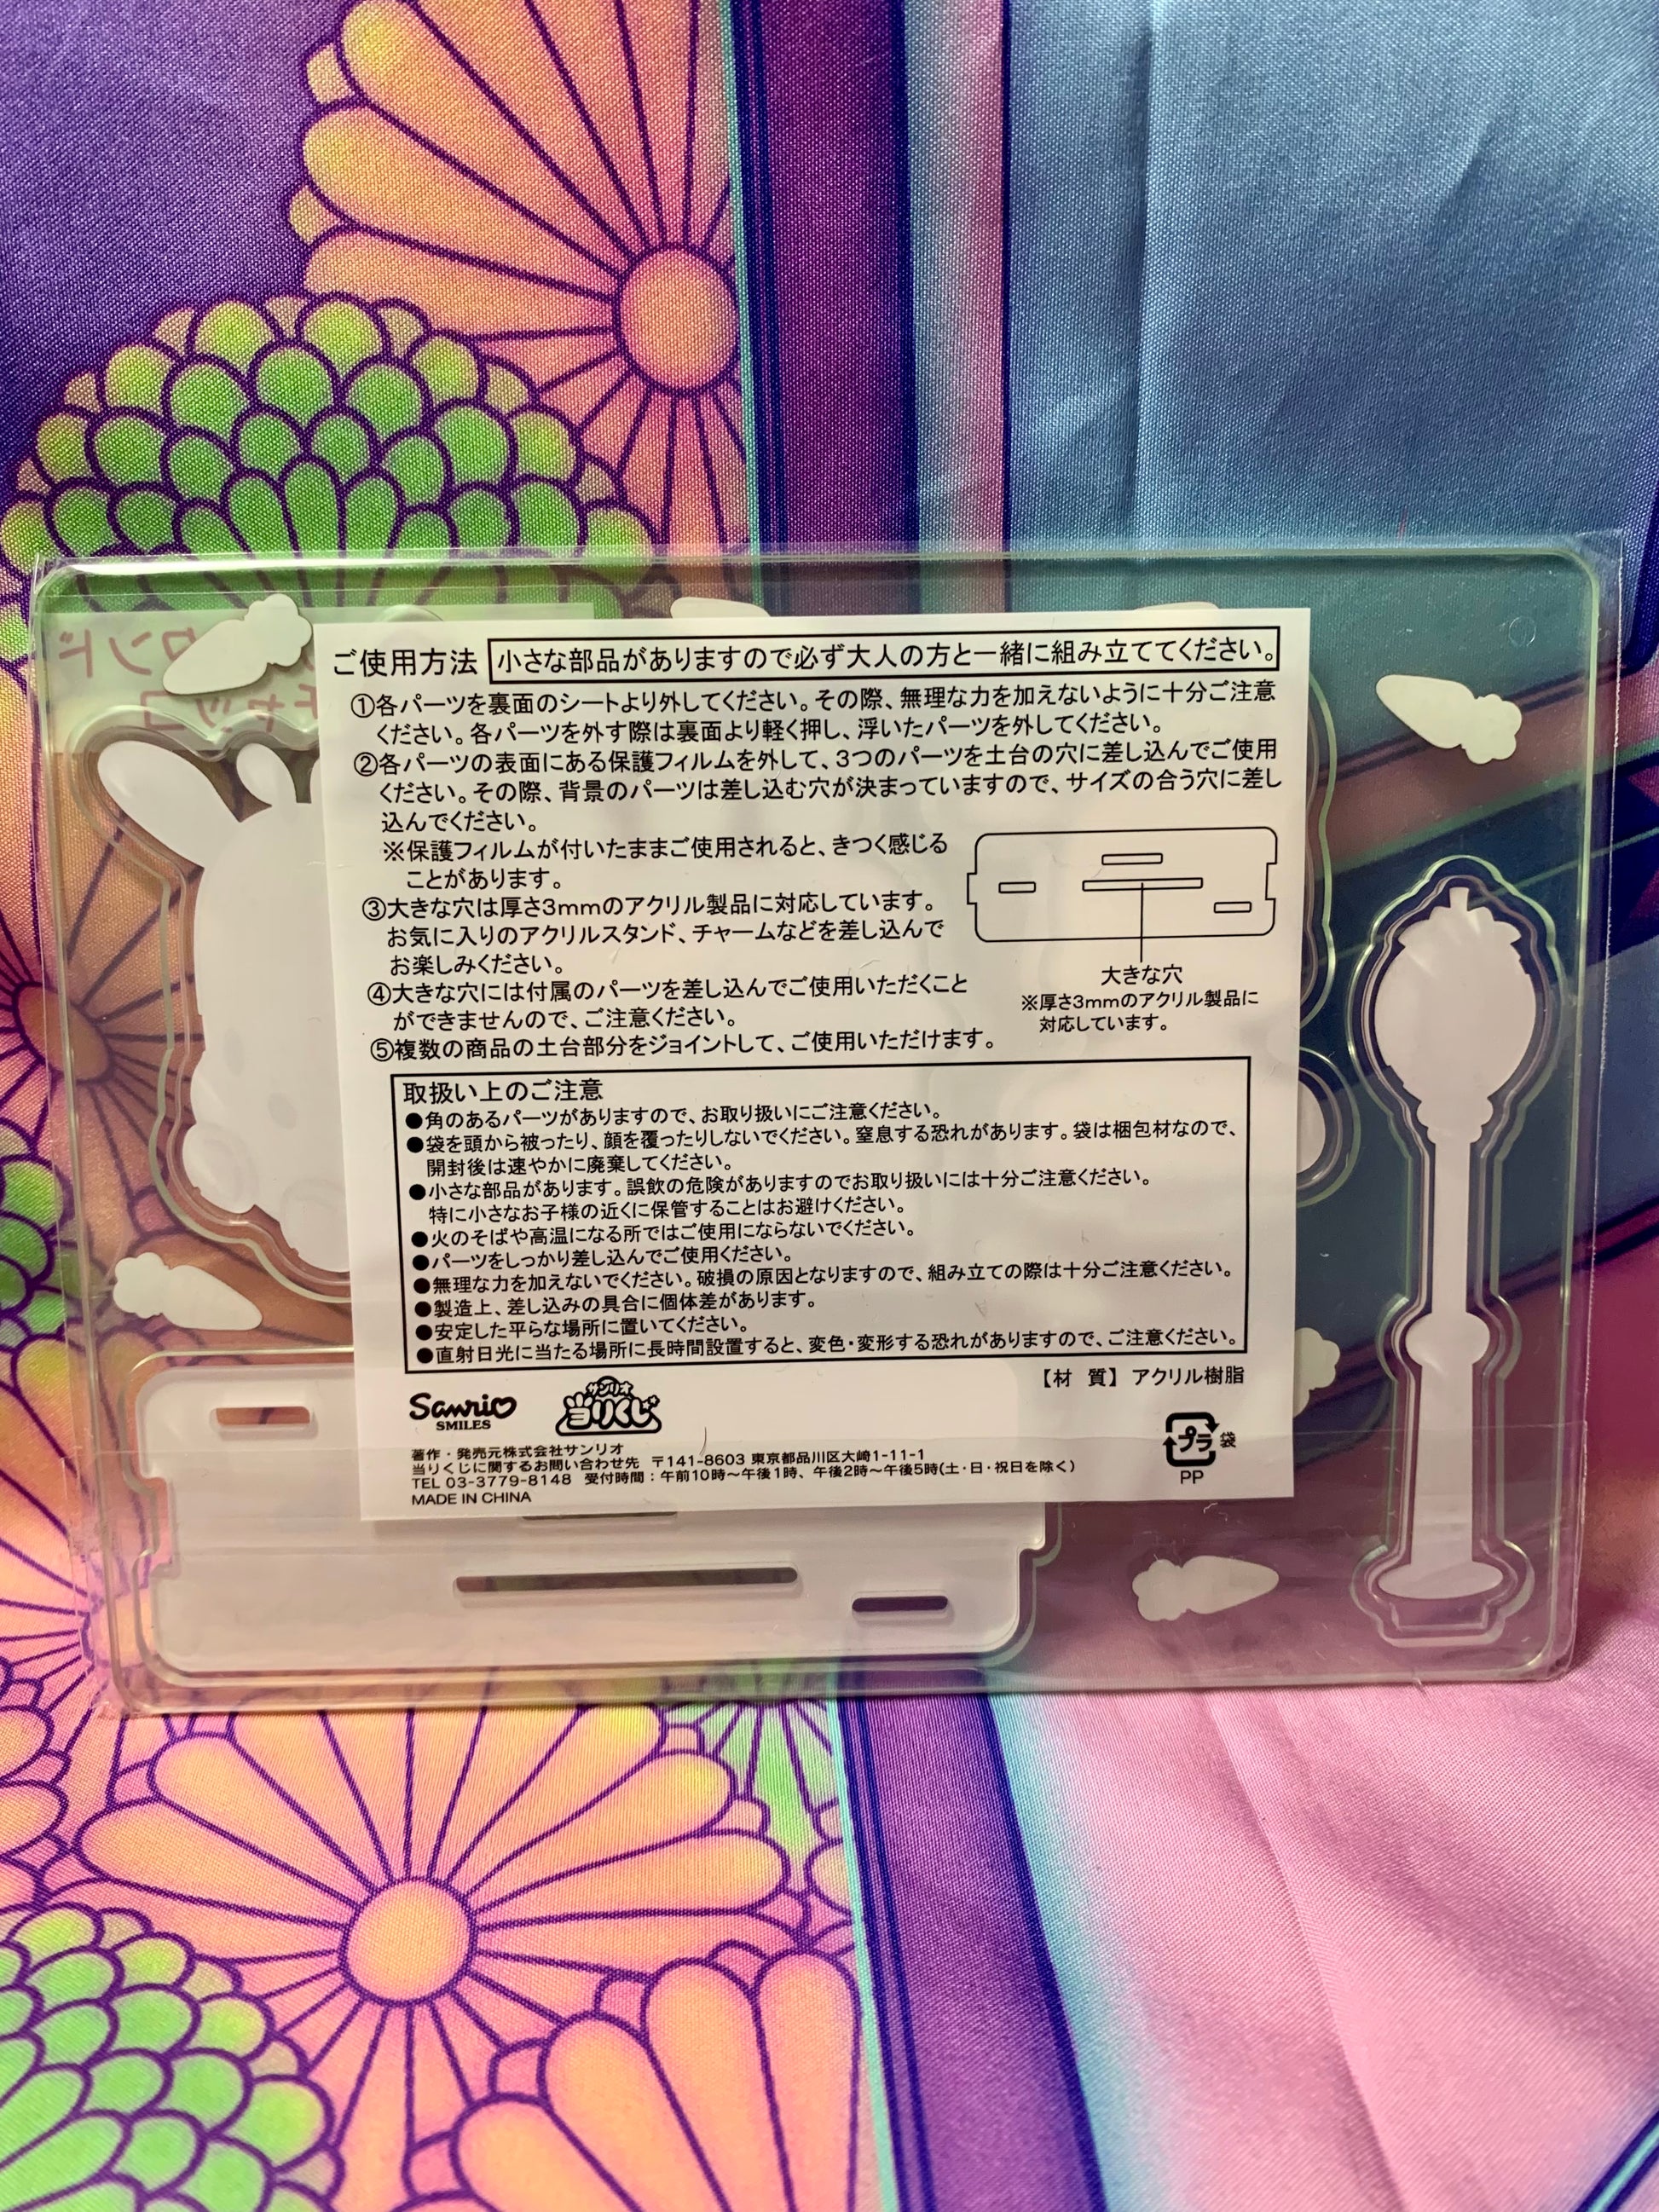 ご使用方法 小さな部品がありますので必ず大人の方と一緒に組み立ててください。
①各パーツを裏面のシートより外してください。その際、無理な力を加えないように十分ご注意
ください。各パーツを外す際は裏面より軽く押し、浮いたパーツを外してください。
②各パーツの表面にある保護フィルムを外して、3つのパーツを土台の穴に差し込んでご使用
ください。その際、背景のパーツは差し込む穴が決まっていますので、サイズの合う穴に差し
込んでください。
※保護フィルムが付いたままご使用されると、きつく感じる
ことがあります。
③大きな穴は厚さ3mmのアクリル製品に対応しています。
お気に入りのアクリルスタンド、チャームなどを差し込んで
お楽しみください。
④大きな穴には付属のパーツを差し込んでご使用いただくこと
ができませんので、ご注意ください。
⑤複数の商品の土台部分をジョイントして、ご使用いただけます。
大きな穴
※厚さ3mmのアクリル製品に
対応しています。
取扱い上のご注意
●角のあるパーツがありますので、お取り扱いにご注意ください。
●袋を頭から被ったり、顔を覆ったりしないでください。窒息する恐れがあります。袋は梱包材なので、
開封後は速やかに廃棄してください。
●小さな部品があります。誤飲の危険がありますのでお取り扱いには十分ご注意ください。
特に小さなお子様の近くに保管することはお避けください。
●火のそばや高温になる所ではご使用にならないでください。
●パーツをしっかり差し込んでご使用ください。
●無理な力を加えないでください。破損の原因となりますので、組み立ての際は十分ご注意ください。
●製造上、差し込みの具合に個体差があります。
●安定した平らな場所に置いてください。
●直射日光に当たる場所に長時間設置すると、変色・変形する恐れがありますので、ご注意ください。
【材 質】 アクリル樹脂
Sanrio
SMILES
サンリオ
当りくじ
プラ 袋
PP
著作・発売元株式会社サンリオ
当りくじに関するお問い合わせ先 〒141-8603 東京都品川区大崎1-11-1
TEL 03-3779-8148 受付時間：午前10時〜午後1時、午後2時〜午後5時(土・日・祝日を除く)
MADE IN CHINA